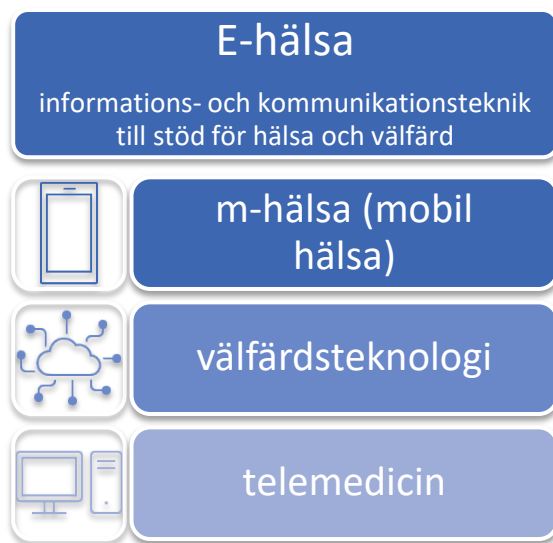 E-hälsa
informations- och kommunikationsteknik
till stöd för hälsa och välfärd
m-hälsa (mobil
hälsa)
välfärdsteknologi
telemedicin